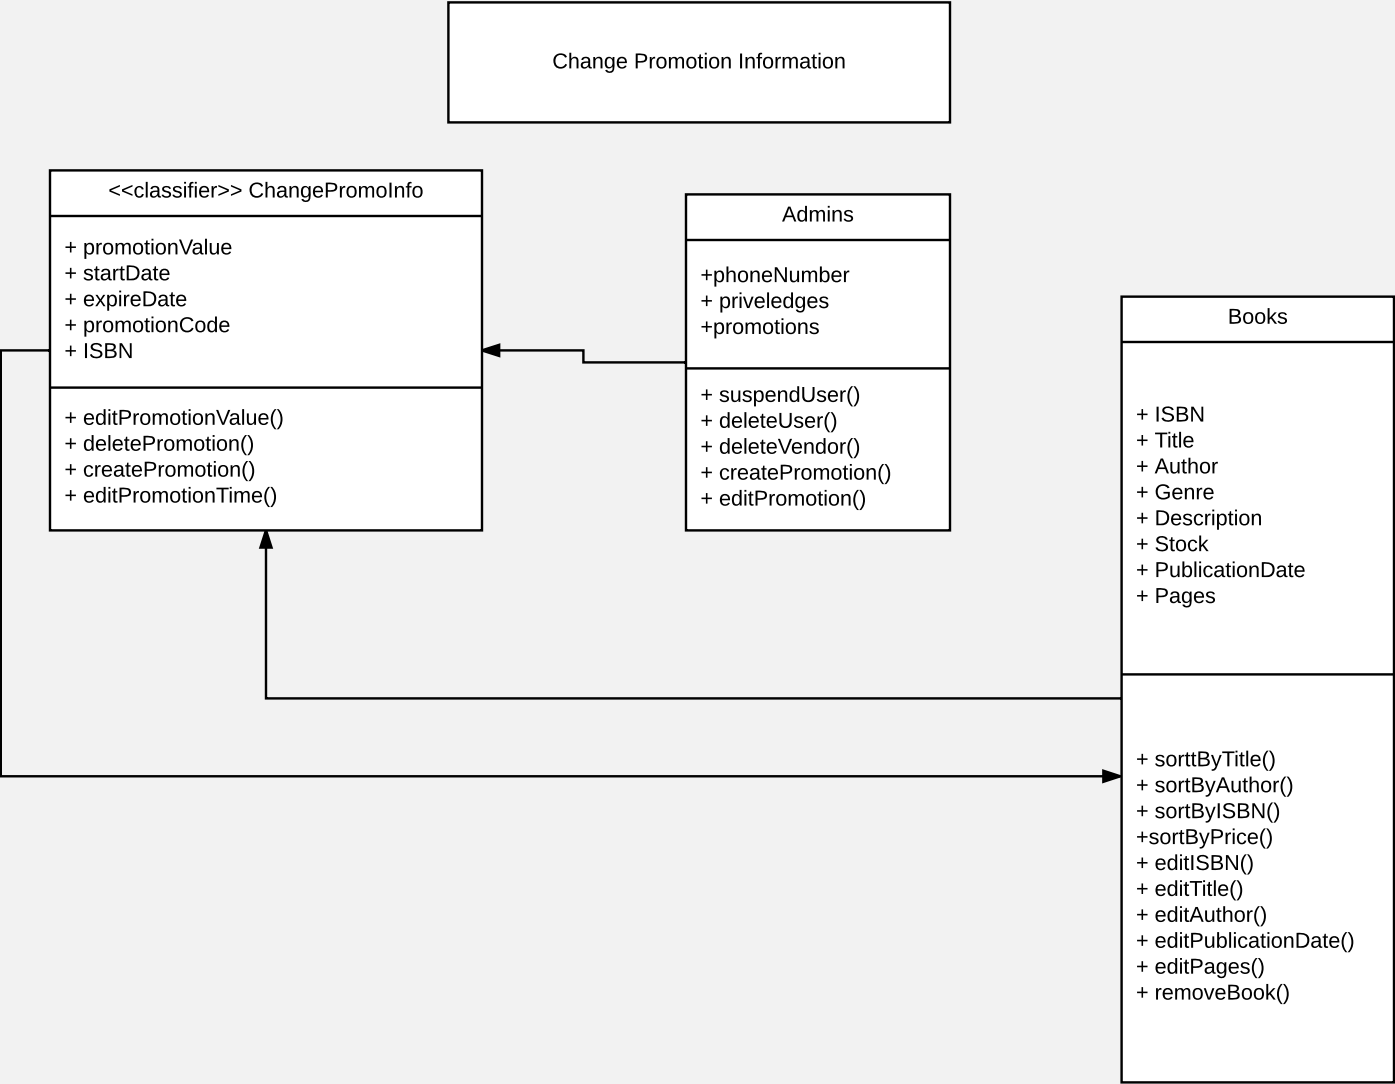 Change Promotion Information
<<classifier>> ChangePromoInfo
+ promotionValue
+ startDate
+ expireDate
+ promotionCode
+ ISBN
+ editPromotionValue()
+ deletePromotion()
+ createPromotion()
+ editPromotionTime()
Admins
+phoneNumber
+ priveledges
+promotions
+ suspendUser()
+ deleteUser()
+ deleteVendor()
+ createPromotion()
+ editPromotion()
Books
+ ISBN
+ Title
+ Author
+ Genre
+ Description
+ Stock
+ PublicationDate
+ Pages
+ sorttByTitle()
+ sortByAuthor()
+ sortByISBN()
+sortByPrice()
+ editISBN()
+ editTitle()
+ editAuthor()
+ editPublicationDate()
+ editPages()
+ removeBook()